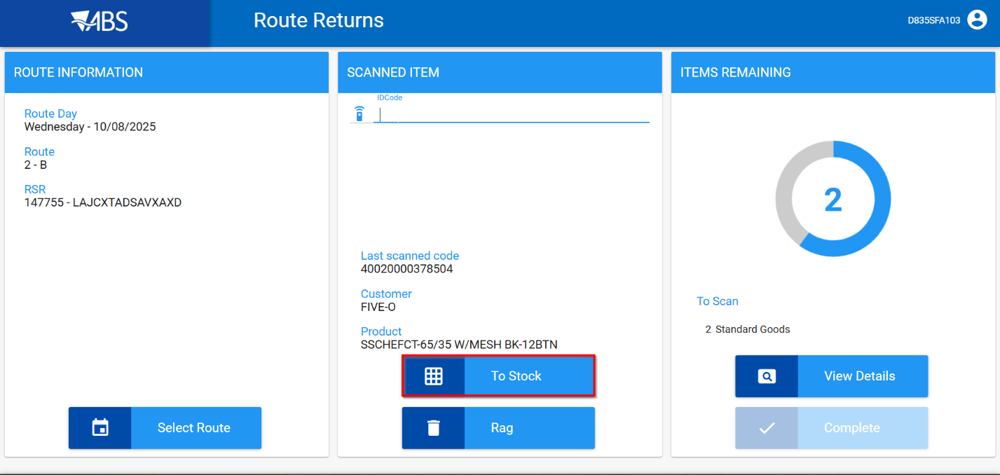 ABS
Route Returns
D835SFA103
ROUTE INFORMATION
Route Day
Wednesday - 10/08/2025
Route
2 - B
RSR
147755 - LAJCXTADSAVXAXD
Select Route
SCANNED ITEM
IDCode
Last scanned code
40020000378504
Customer
FIVE-O
Product
SSCHEFCT-65/35 W/MESH BK-12BTN
To Stock
Rag
ITEMS REMAINING
2
To Scan
2 Standard Goods
View Details
Complete